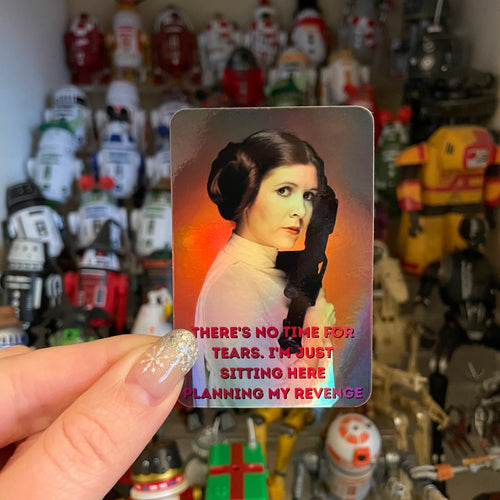 THERE'S NO TIME FOR
TEARS. I'M JUST
SITTING HERE
PLANNING MY REVENGE